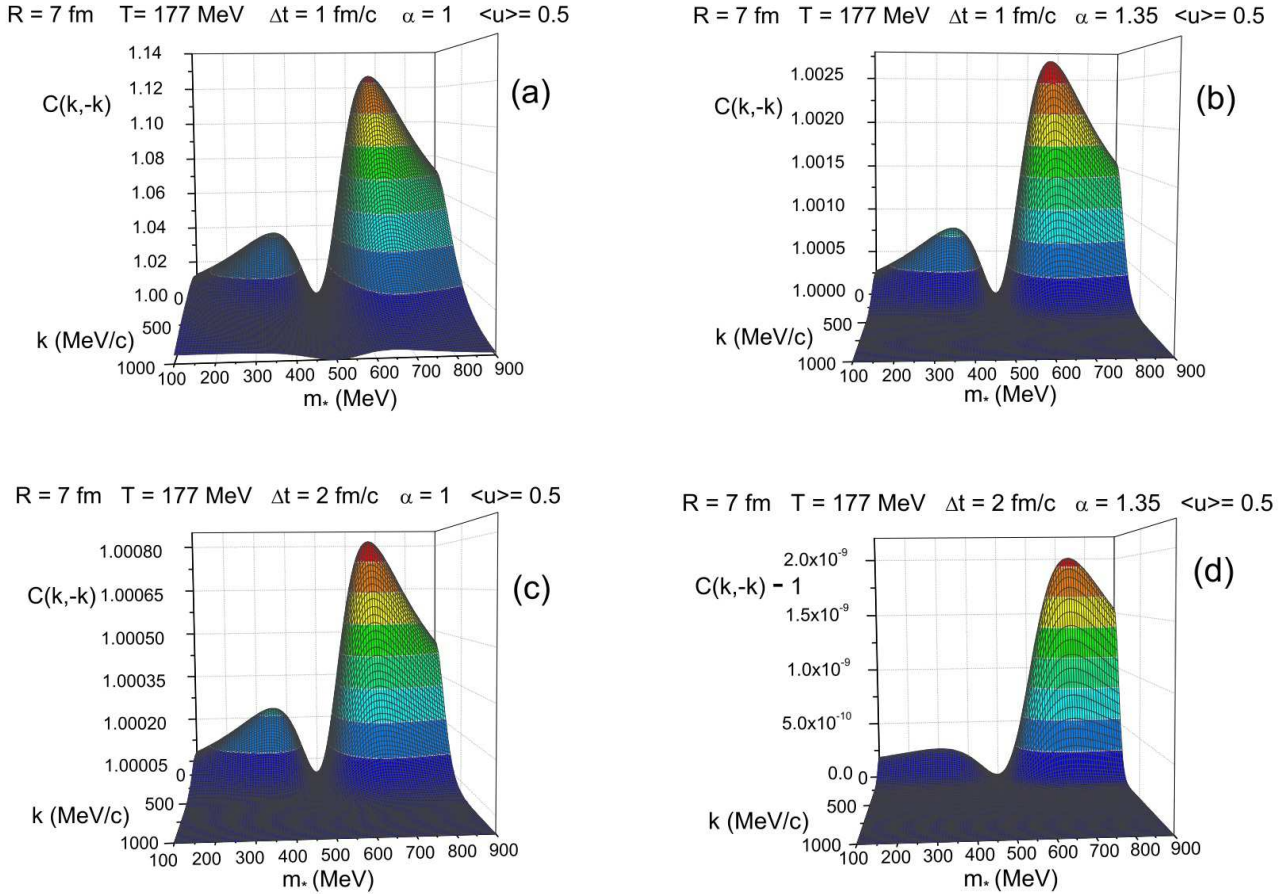 R = 7 fm T= 177 MeV Δt = 1 fm/c α = 1 <u>= 0.5
(a)
C(k,-k)
1.14
1.12
1.10
1.08
1.06
1.04
1.02
1.00
0
500
1000
k (MeV/c)
100 200 300 400 500 600 700 800 900
m* (MeV)
R = 7 fm T = 177 MeV Δt = 1 fm/c α = 1.35 <u>= 0.5
(b)
C(k,-k)
1.0025
1.0020
1.0015
1.0010
1.0005
1.0000
0
500
1000
k (MeV/c)
100 200 300 400 500 600 700 800 900
m* (MeV)
R = 7 fm T = 177 MeV Δt = 2 fm/c α = 1 <u>= 0.5
(c)
C(k,-k)
1.00080
1.00065
1.00050
1.00035
1.00020
1.00005
0
500
1000
k (MeV/c)
100 200 300 400 500 600 700 800 900
m* (MeV)
R = 7 fm T = 177 MeV Δt = 2 fm/c α = 1.35 <u>= 0.5
(d)
C(k,-k) - 1
2.0x10⁻⁹
1.5x10⁻⁹
1.0x10⁻⁹
5.0x10⁻¹⁰
0.0
0
500
1000
k (MeV/c)
100 200 300 400 500 600 700 800 900
m* (MeV)